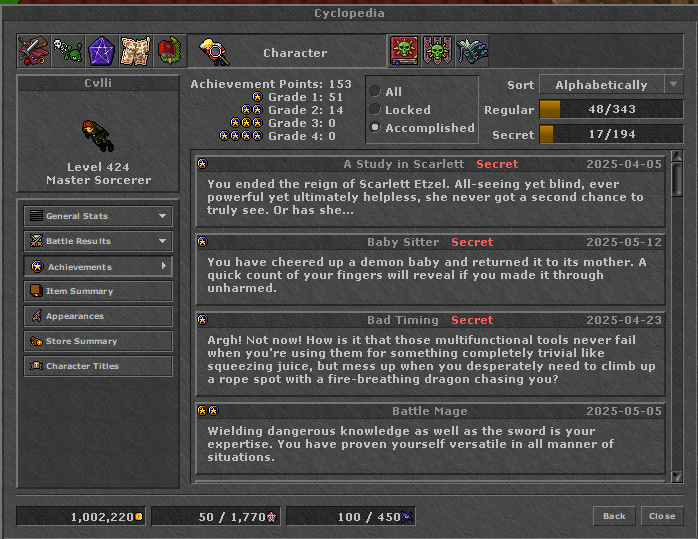 Cyclopedia
Character
Cvlli
Level 424
Master Sorcerer
General Stats
Battle Results
Achievements
Item Summary
Appearances
Store Summary
Character Titles
Achievement Points: 153
Grade 1: 51
Grade 2: 14
Grade 3: 0
Grade 4: 0
All
Locked
Accomplished
Sort Alphabetically
Regular 48/343
Secret 17/194
A Study in Scarlett Secret 2025-04-05
You ended the reign of Scarlett Etzel. All-seeing yet blind, ever
powerful yet ultimately helpless, she never got a second chance to
truly see. Or has she...
Baby Sitter Secret 2025-05-12
You have cheered up a demon baby and returned it to its mother. A
quick count of your fingers will reveal if you made it through
unharmed.
Bad Timing Secret 2025-04-23
Argh! Not now! How is it that those multifunctional tools never fail
when you're using them for something completely trivial like
squeezing juice, but mess up when you desperately need to climb up
a rope spot with a fire-breathing dragon chasing you?
Battle Mage 2025-05-05
Wielding dangerous knowledge as well as the sword is your
expertise. You have proven yourself versatile in all manner of
situations.
1,002,220
50 / 1,770
100 / 450
Back
Close